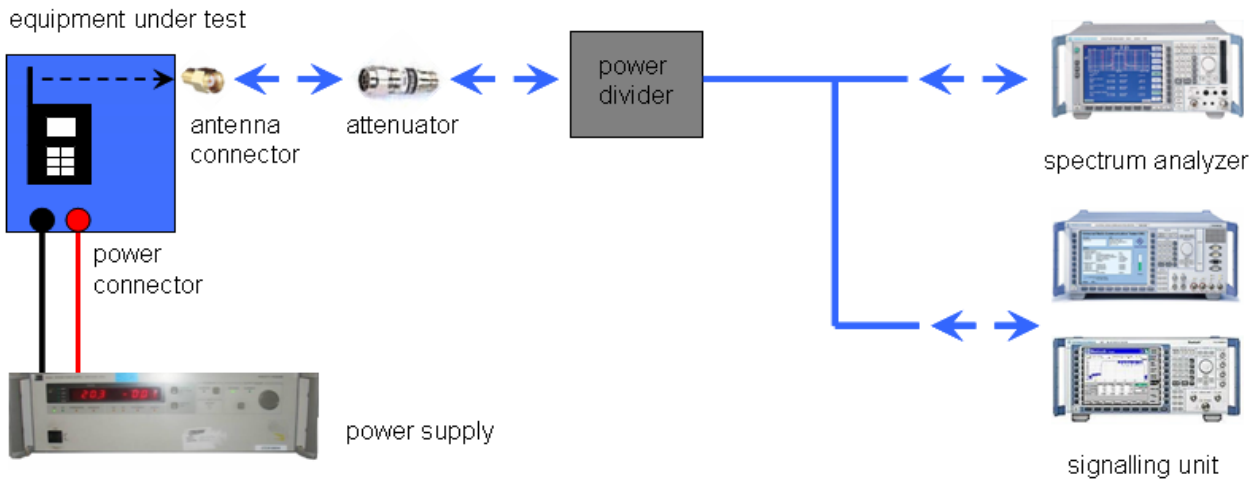 equipment under test
power
divider
antenna
connector
attenuator
spectrum analyzer
power
connector
power supply
signalling unit